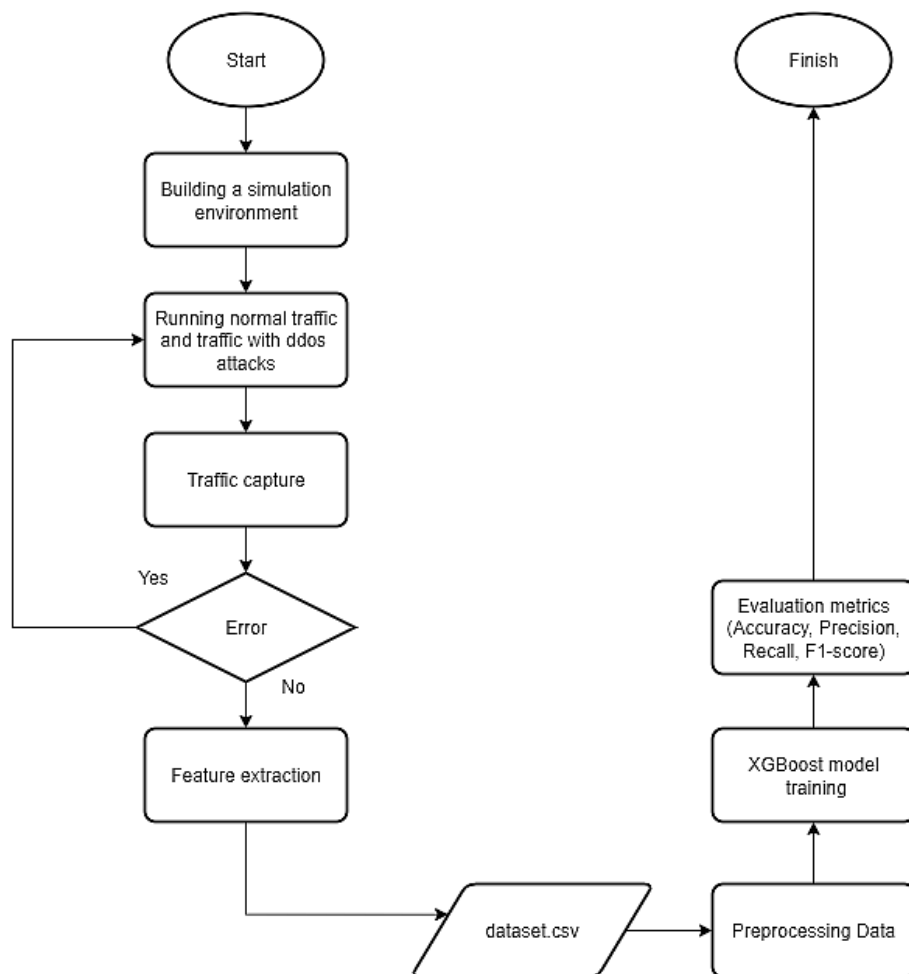 Start
Building a simulation
environment
Running normal traffic
and traffic with ddos
attacks
Traffic capture
Yes
Error
No
Feature extraction
dataset.csv
Preprocessing Data
XGBoost model
training
Evaluation metrics
(Accuracy, Precision,
Recall, F1-score)
Finish